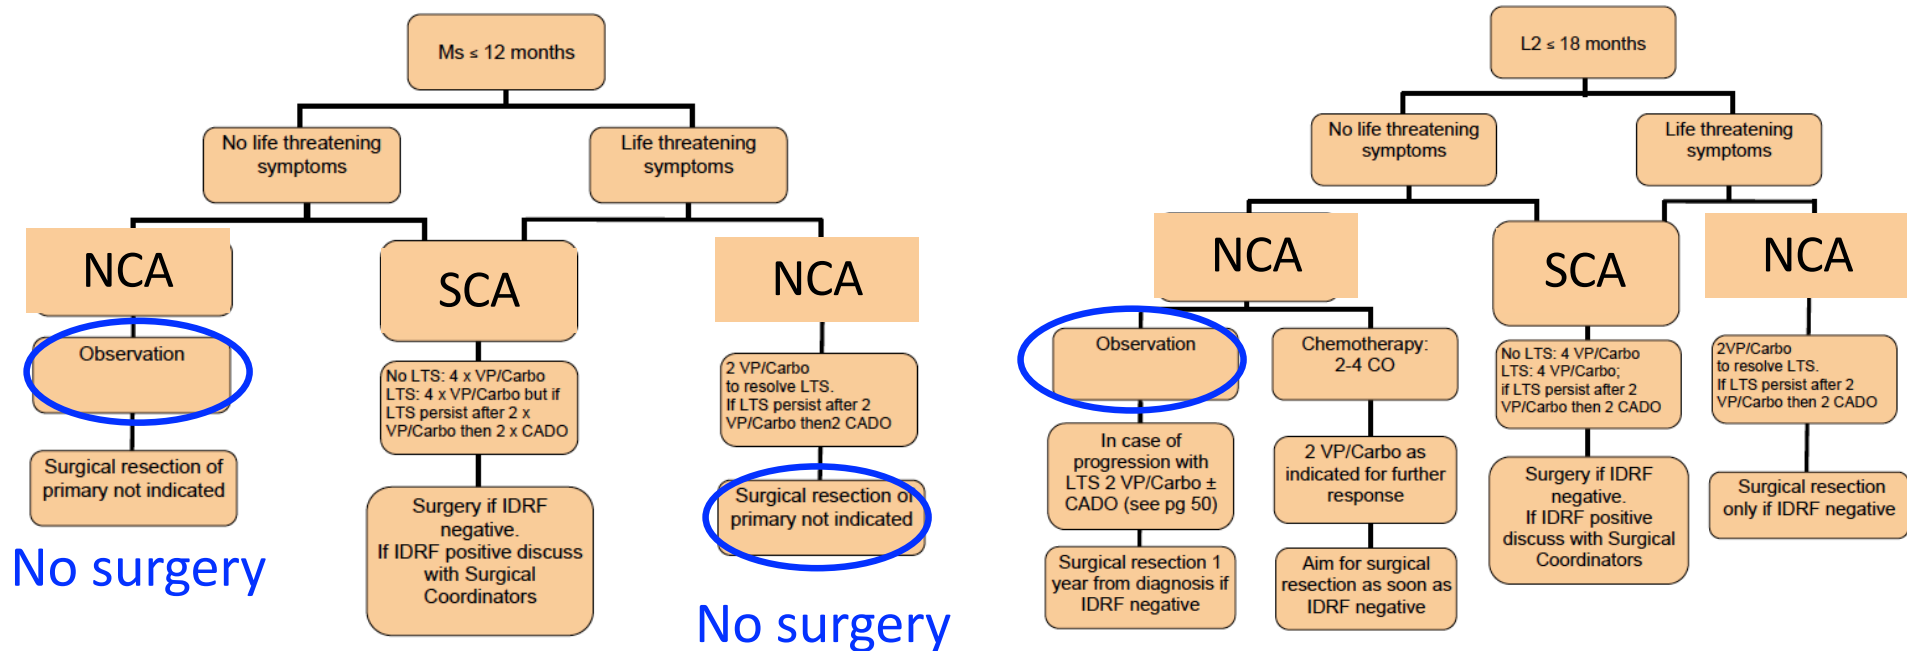 Ms ≤ 12 months
No life threatening
symptoms
Life threatening
symptoms
NCA
SCA
NCA
Observation
No LTS: 4 x VP/Carbo
LTS: 4 x VP/Carbo but if
LTS persist after 2 x
VP/Carbo then 2 x CADO
2 VP/Carbo
to resolve LTS.
If LTS persist after 2
VP/Carbo then2 CADO
Surgical resection of
primary not indicated
Surgery if IDRF
negative.
If IDRF positive discuss
with Surgical
Coordinators
Surgical resection of
primary not indicated
No surgery
No surgery
L2 ≤ 18 months
No life threatening
symptoms
Life threatening
symptoms
NCA
SCA
NCA
Observation
Chemotherapy:
2-4 CO
No LTS: 4 VP/Carbo
LTS: 4 VP/Carbo;
if LTS persist after 2
VP/Carbo then 2 CADO
2VP/Carbo
to resolve LTS.
If LTS persist after 2
VP/Carbo then 2 CADO
In case of
progression with
LTS 2 VP/Carbo ±
CADO (see pg 50)
2 VP/Carbo as
indicated for further
response
Surgery if IDRF
negative.
If IDRF positive
discuss with Surgical
Coordinators
Surgical resection
only if IDRF negative
Surgical resection 1
year from diagnosis if
IDRF negative
Aim for surgical
resection as soon as
IDRF negative